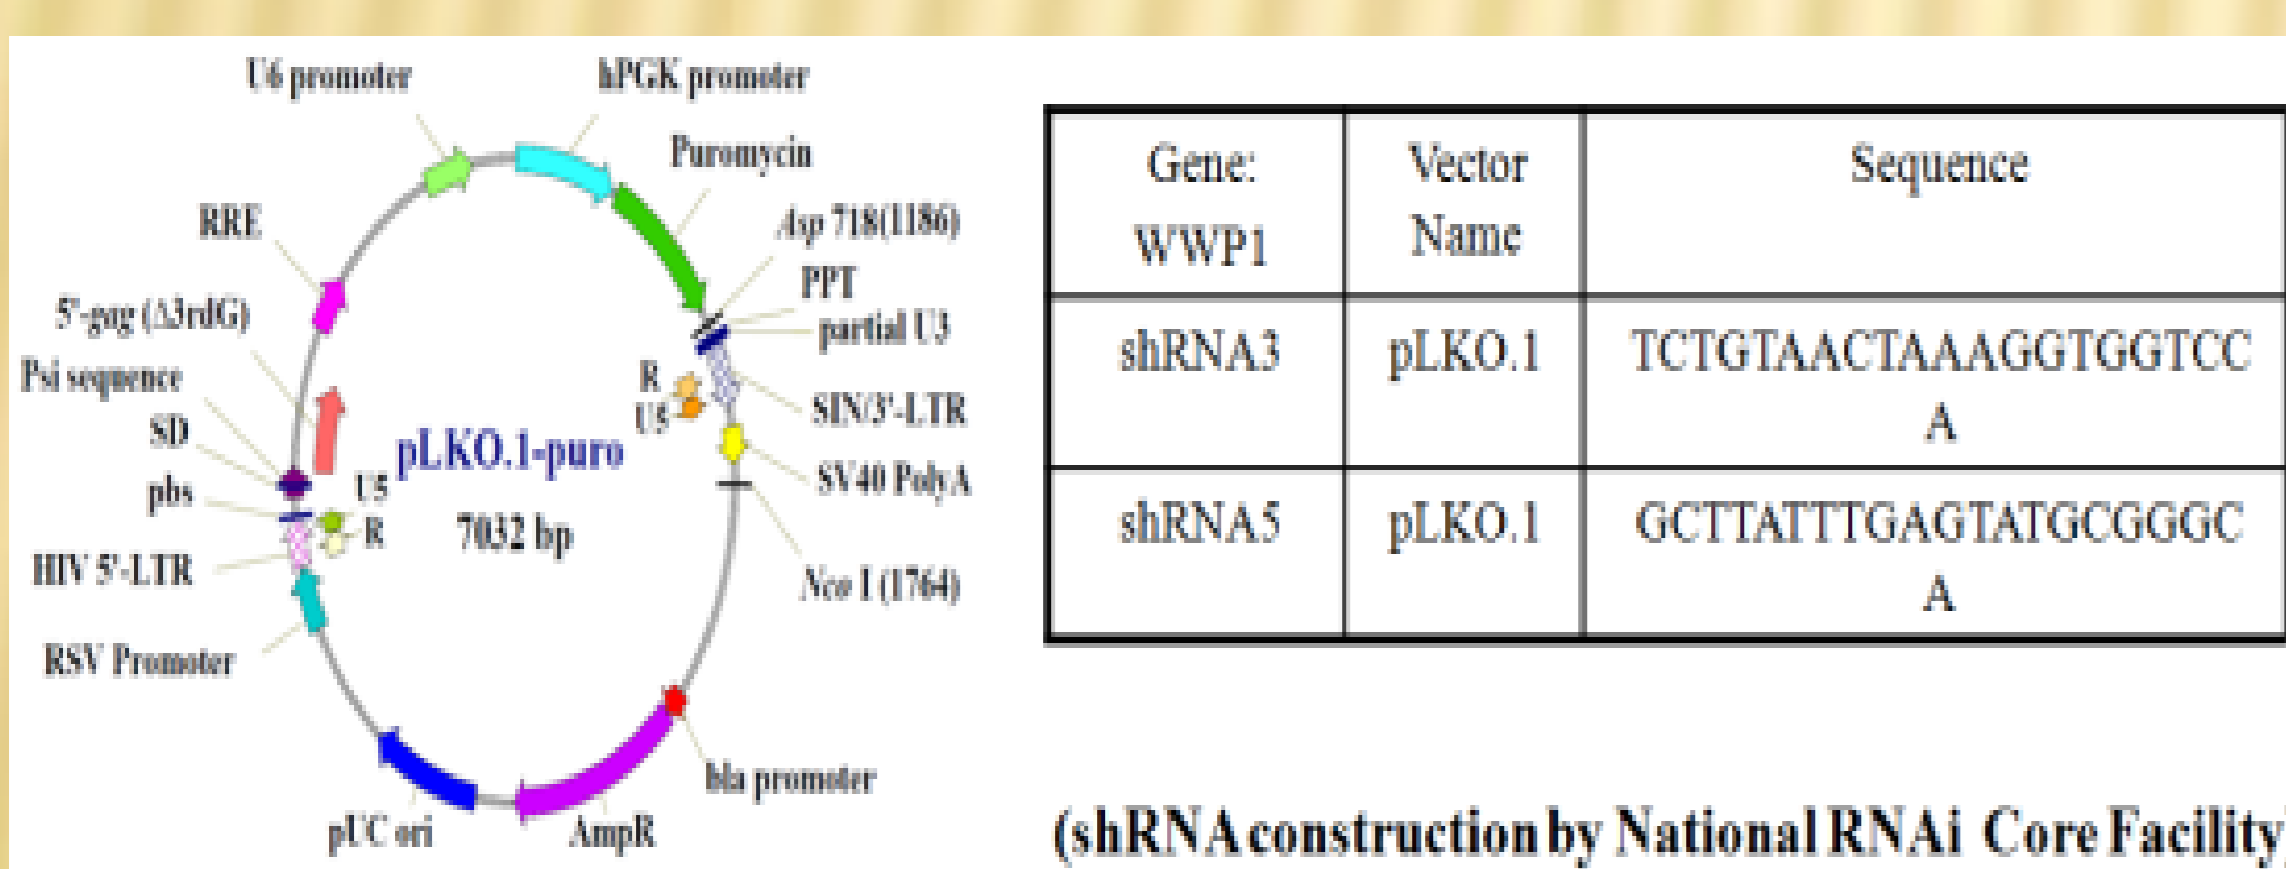 U6 promoter
hPGK promoter
Puromycin
Asp 718(1186)
PPT
partial U3
SIN/3'-LTR
SV40 PolyA
Nco I (1764)
bla promoter
AmpR
pUC ori
RSV Promoter
HIV 5'-LTR
pbs
SD
Psi sequence
5'-gag (Δ3rdG)
RRE
R
U5
U5
R
pLKO.1-puro
7032 bp
Gene:
WWP1
Vector
Name
Sequence
shRNA3
pLKO.1
TCTGTAACTAAAGGTGGTCC
A
shRNA5
pLKO.1
GCTTATTTGAGTATGCGGGC
A
(shRNA construction by National RNAi Core Facility)